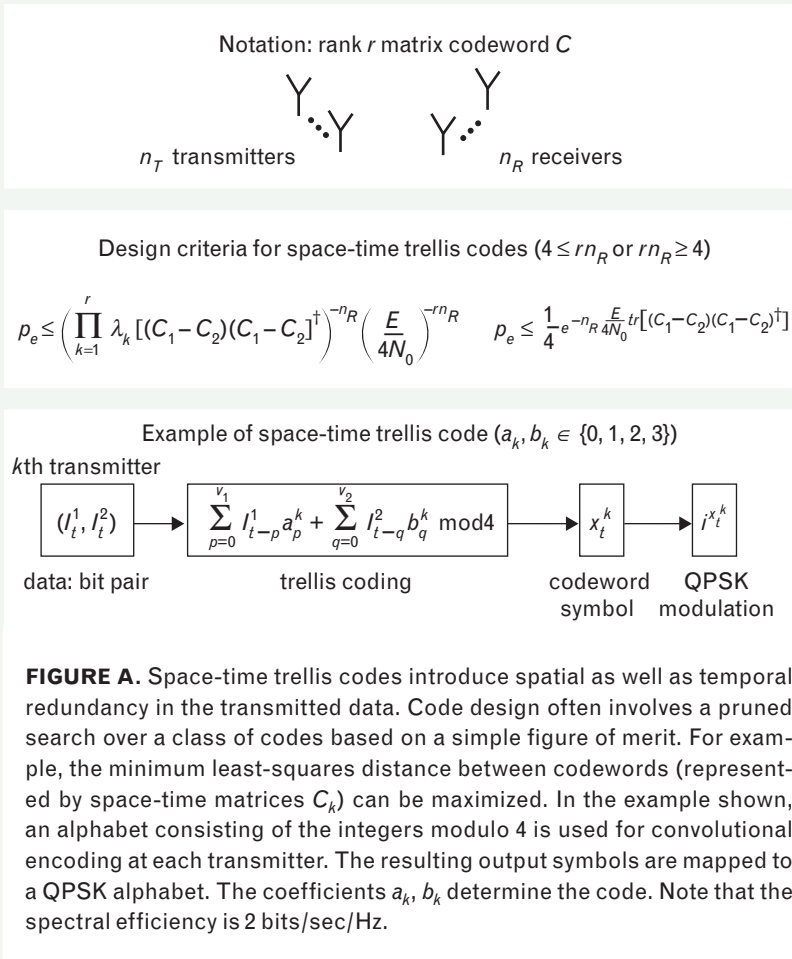 Notation: rank r matrix codeword C
n_T transmitters
n_R receivers
Design criteria for space-time trellis codes (4 ≤ rn_R or rn_R ≥ 4)
p_e ≤ (∏_{k=1}^{r} λ_k [(C_1 – C_2)(C_1 – C_2]^†)^{–n_R} (E/4N_0)^{–rn_R} p_e ≤ 1/4 e^{–n_R E/4N_0 tr[(C_1–C_2)(C_1–C_2)^†]}
Example of space-time trellis code (a_k, b_k ∈ {0, 1, 2, 3})
kth transmitter
(I_t^1, I_t^2)
∑_{p=0}^{v_1} I_{t–p}^1 a_p^k + ∑_{q=0}^{v_2} I_{t–q}^2 b_q^k mod4
x_t^k
i^{x_t^k}
data: bit pair
trellis coding
codeword
symbol
QPSK
modulation
FIGURE A. Space-time trellis codes introduce spatial as well as temporal
redundancy in the transmitted data. Code design often involves a pruned
search over a class of codes based on a simple figure of merit. For exam-
ple, the minimum least-squares distance between codewords (represent-
ed by space-time matrices C_k) can be maximized. In the example shown,
an alphabet consisting of the integers modulo 4 is used for convolutional
encoding at each transmitter. The resulting output symbols are mapped to
a QPSK alphabet. The coefficients a_k, b_k determine the code. Note that the
spectral efficiency is 2 bits/sec/Hz.